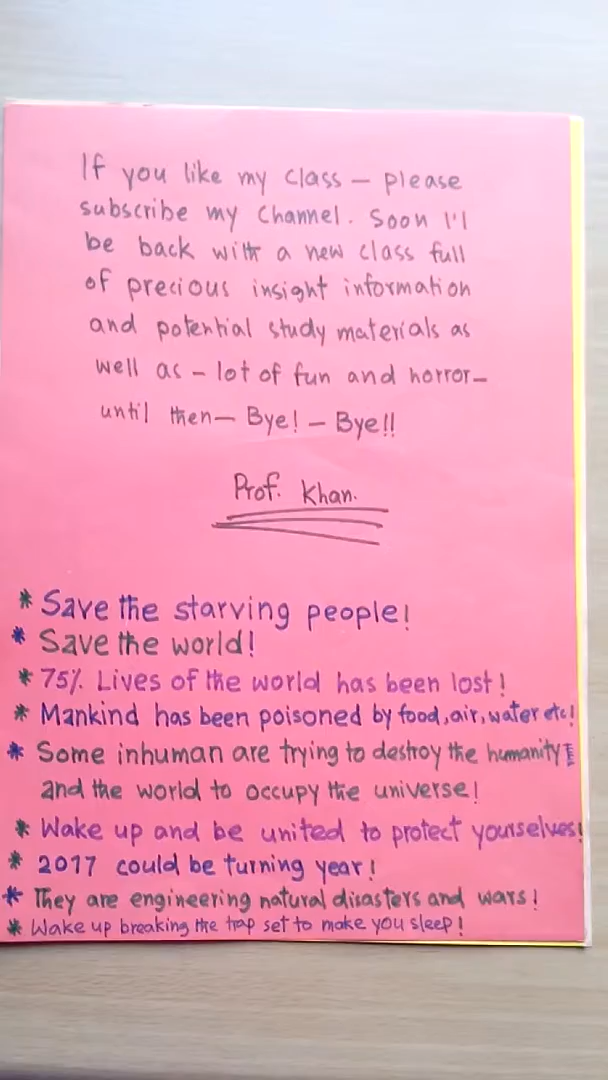 If you like my class – please
subscribe my channel. Soon I'l
be back with a new class full
of precious insight information
and potential study materials as
well as – lot of fun and horror–
until then– Bye! – Bye!!
Prof. Khan.
* Save the starving people!
* Save the world!
* 75% Lives of the world has been lost!
* Mankind has been poisoned by food, air, water etc!
* Some inhuman are trying to destroy the humanity
and the world to occupy the universe!
* Wake up and be united to protect yourselves!
* 2017 could be turning year!
* They are engineering natural disasters and wars!
* Wake up breaking the trap set to make you sleep!